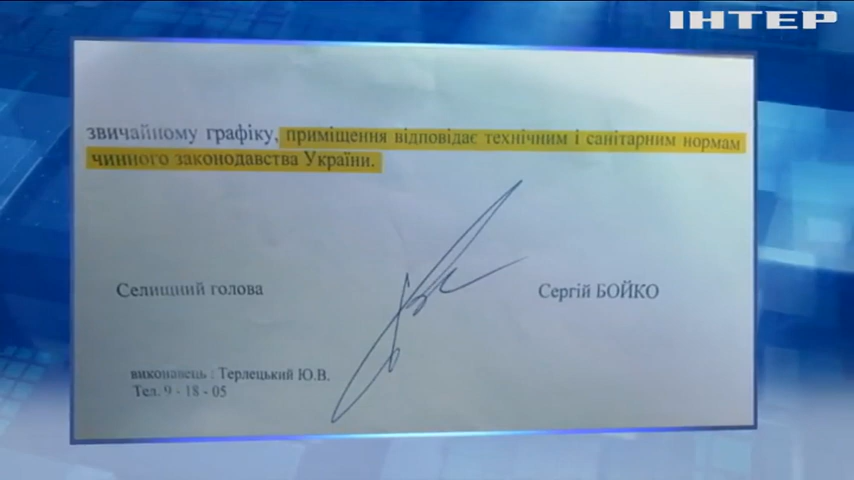 ІНТЕР
звичайному графіку, приміщення відповідає технічним і санітарним нормам
чинного законодавства України.
Селищний голова
Сергій БОЙКО
виконавець : Терлецький Ю.В.
Тел. 9 - 18 - 05